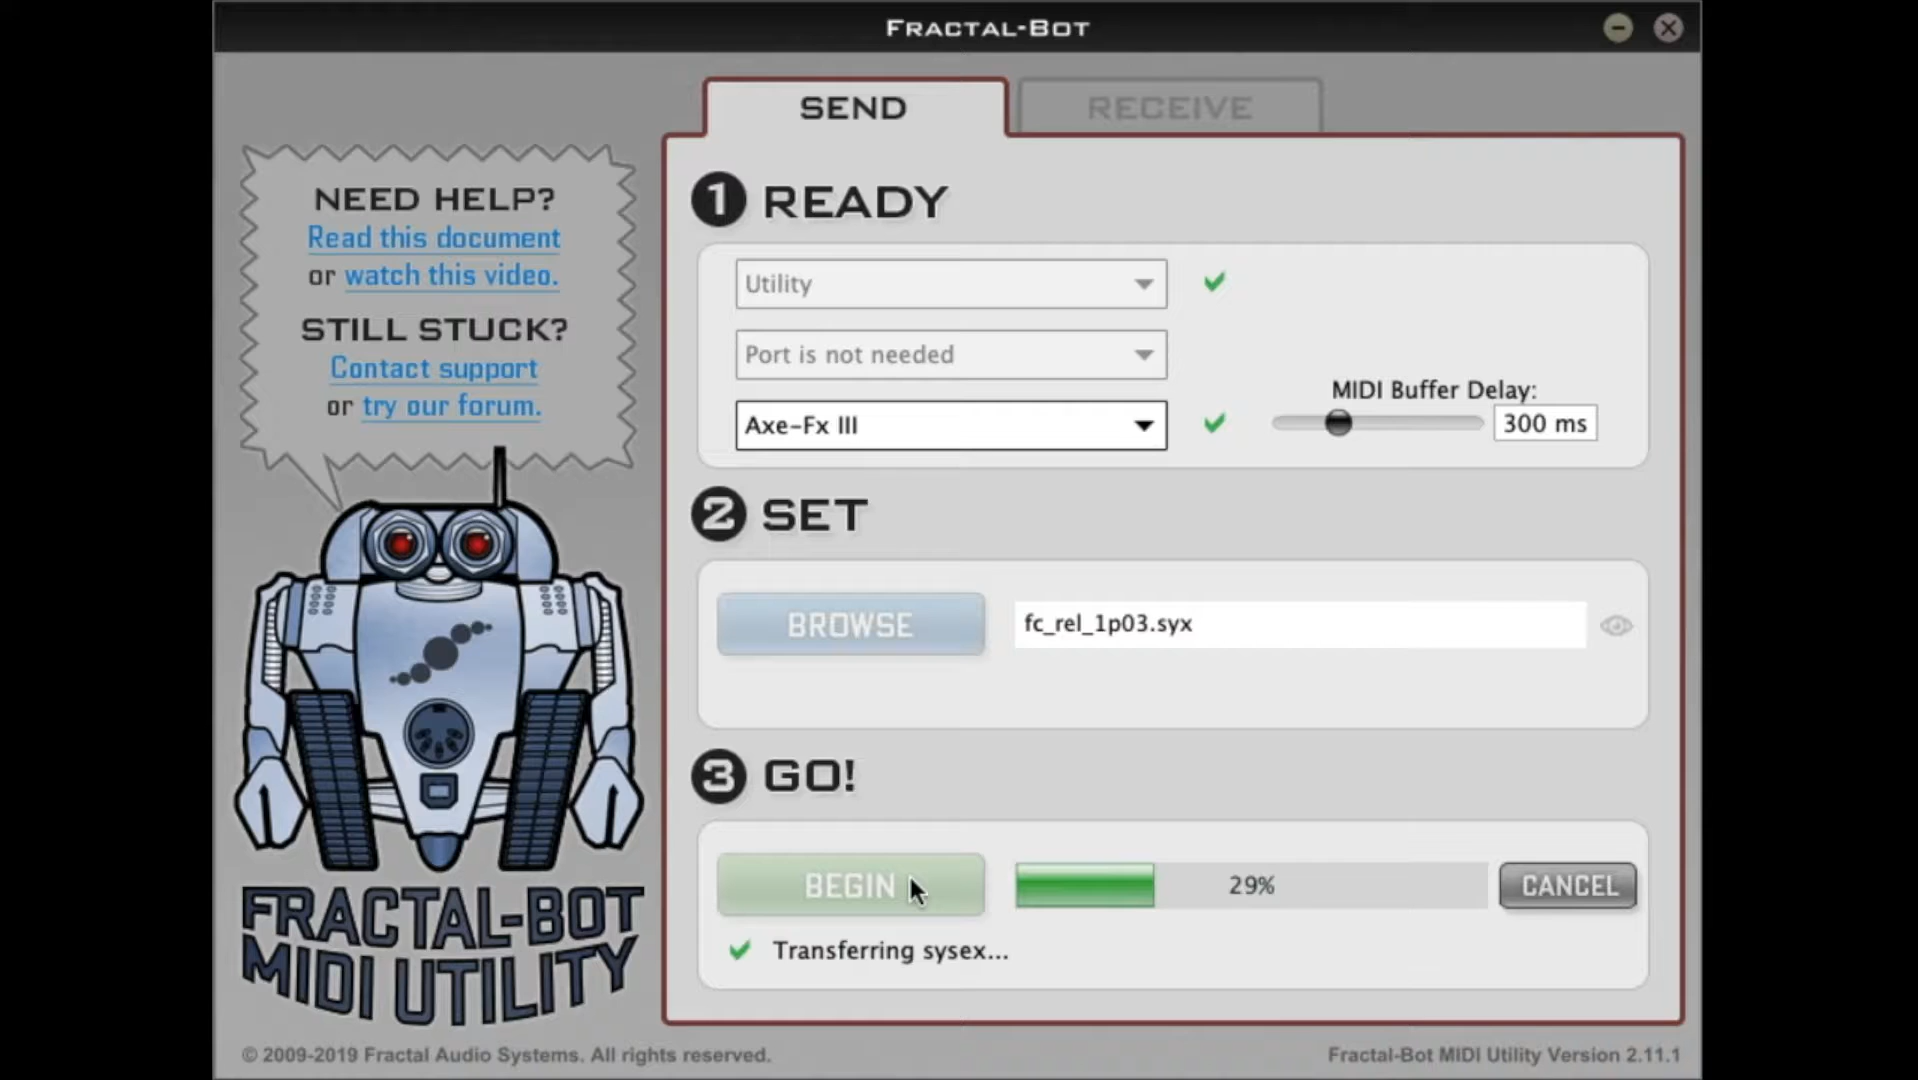 FRACTAL-BOT
SEND
RECEIVE
NEED HELP?
Read this document
or watch this video.
STILL STUCK?
Contact support
or try our forum.
1 READY
Utility
Port is not needed
MIDI Buffer Delay:
Axe-Fx III
300 ms
2 SET
BROWSE
fc_rel_1p03.syx
3 GO!
BEGIN
29%
CANCEL
Transferring sysex...
FRACTAL-BOT
MIDI UTILITY
© 2009-2019 Fractal Audio Systems. All rights reserved.
Fractal-Bot MIDI Utility Version 2.11.1